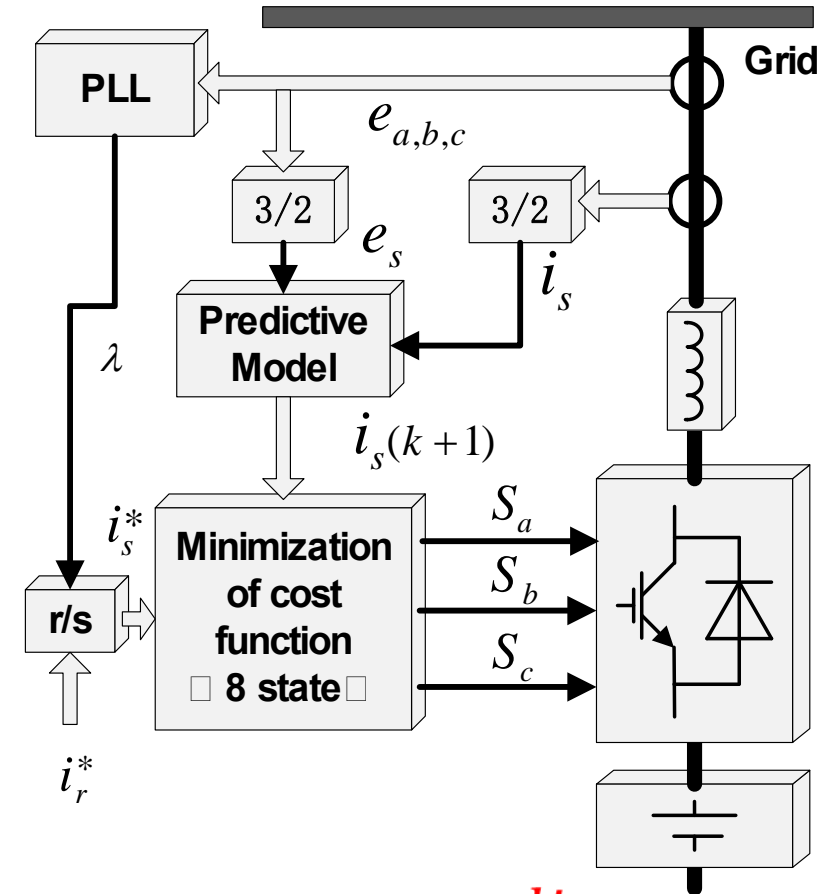 Grid
PLL
e_{a,b,c}
3/2
3/2
e_s
i_s
Predictive
Model
λ
i_s(k+1)
i_s^*
Minimization
of cost
function
□ 8 state□
S_a
S_b
S_c
r/s
i_r^*